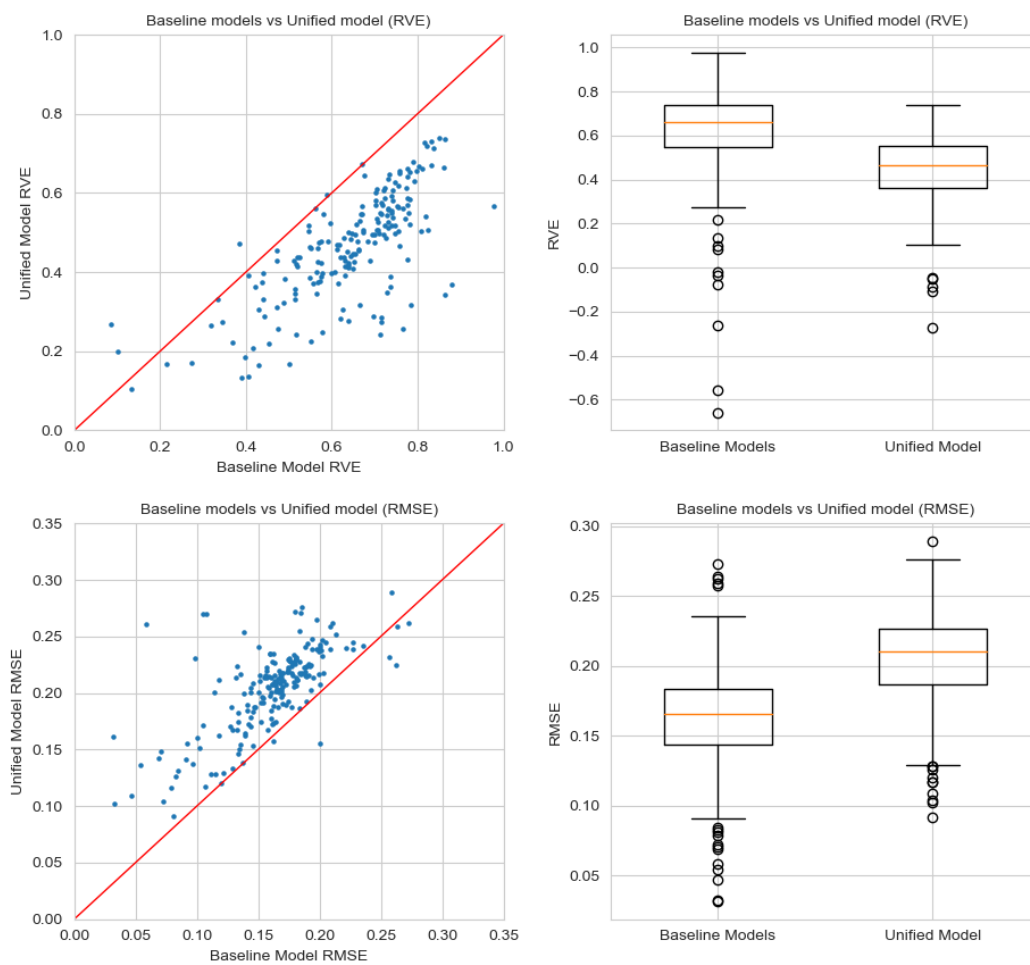 Baseline models vs Unified model (RVE)
1.0
0.8
0.6
0.4
0.2
0.0
Unified Model RVE
0.0 0.2 0.4 0.6 0.8 1.0
Baseline Model RVE
Baseline models vs Unified model (RVE)
1.0
0.8
0.6
0.4
0.2
0.0
−0.2
−0.4
−0.6
RVE
Baseline Models Unified Model
Baseline models vs Unified model (RMSE)
0.35
0.30
0.25
0.20
0.15
0.10
0.05
0.00
Unified Model RMSE
0.00 0.05 0.10 0.15 0.20 0.25 0.30 0.35
Baseline Model RMSE
Baseline models vs Unified model (RMSE)
0.30
0.25
0.20
0.15
0.10
0.05
RMSE
Baseline Models Unified Model